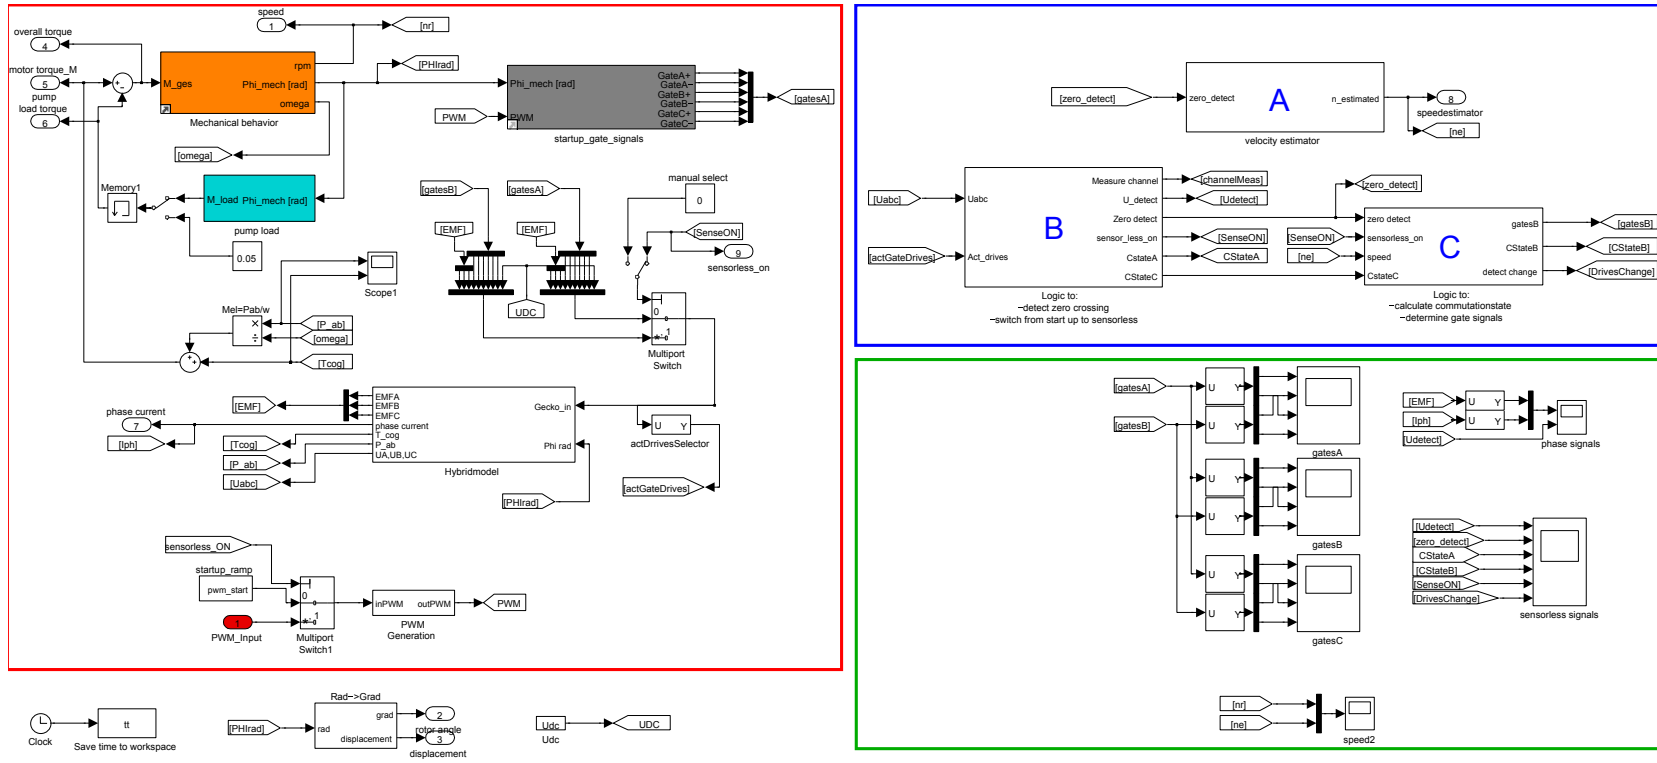 speed
1
[nr]
overall torque
4
motor torque_M
5
pump
load torque
6
+
-
M_ges
rpm
Phi_mech [rad]
omega
Mechanical behavior
[PHIrad]
Phi_mech [rad]
PWM
PWM
GateA+
GateA−
GateB+
GateB−
GateC+
GateC−
startup_gate_signals
[gatesA]
[omega]
Memory1
M_load
Phi_mech [rad]
pump load
0.05
[gatesB]
[gatesA]
manual select
0
[EMF]
[EMF]
[SenseON]
9
sensorless_on
UDC
0
*, 1
Multiport
Switch
Scope1
Mel=Pab/w
×
÷
[P_ab]
[omega]
[Tcog]
+
+
phase current
7
[Iph]
[EMF]
[Tcog]
[P_ab]
[Uabc]
EMFA
EMFB
EMFC
phase current
T_cog
P_ab
UA,UB,UC
Gecko_in
Phi rad
Hybridmodel
U
Y
actDrrivesSelector
[actGateDrives]
[PHIrad]
sensorless_ON
startup_ramp
pwm_start
1
PWM_Input
0
*, 1
Multiport
Switch1
inPWM
outPWM
PWM
Generation
PWM
Clock
tt
Save time to workspace
[PHIrad]
Rad−>Grad
rad
grad
displacement
2
rotor angle
3
displacement
Udc
Udc
UDC
[zero_detect]
zero_detect
A
n_estimated
velocity estimator
8
speedestimator
[ne]
[Uabc]
[actGateDrives]
Uabc
Act_drives
B
Measure channel
U_detect
Zero detect
sensor_less_on
CstateA
CStateC
Logic to:
−detect zero crossing
−switch from start up to sensorless
[channelMeas]
[Udetect]
[zero_detect]
[SenseON]
CStateA
[SenseON]
[ne]
zero detect
sensorless_on
speed
CstateC
C
gatesB
CStateB
detect change
Logic to:
−calculate commutationstate
−determine gate signals
[gatesB]
[CStateB]
[DrivesChange]
[gatesA]
[gatesB]
U
Y
U
Y
gatesA
U
Y
U
Y
gatesB
U
Y
U
Y
gatesC
[EMF]
[Iph]
[Udetect]
U
Y
U
Y
phase signals
[Udetect]
[zero_detect]
CStateA
[CStateB]
[SenseON]
[DrivesChange]
sensorless signals
[nr]
[ne]
speed2